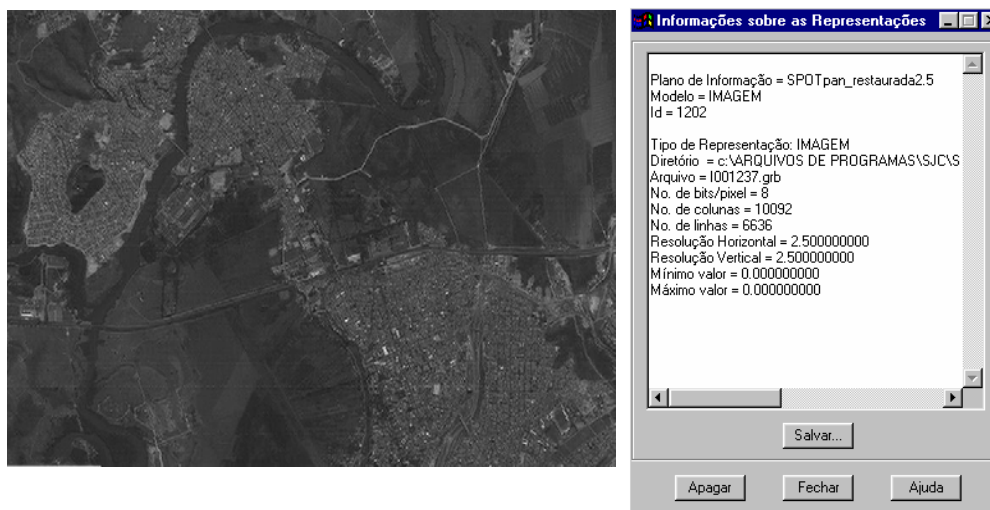 Informações sobre as Representações
Plano de Informação = SPOTpan_restaurada2.5
Modelo = IMAGEM
Id = 1202
Tipo de Representação: IMAGEM
Diretório = c:\ARQUIVOS DE PROGRAMAS\SJC\S
Arquivo = I001237.grb
No. de bits/pixel = 8
No. de colunas = 10092
No. de linhas = 6636
Resolução Horizontal = 2.500000000
Resolução Vertical = 2.500000000
Mínimo valor = 0.000000000
Máximo valor = 0.000000000
Salvar...
Apagar Fechar Ajuda